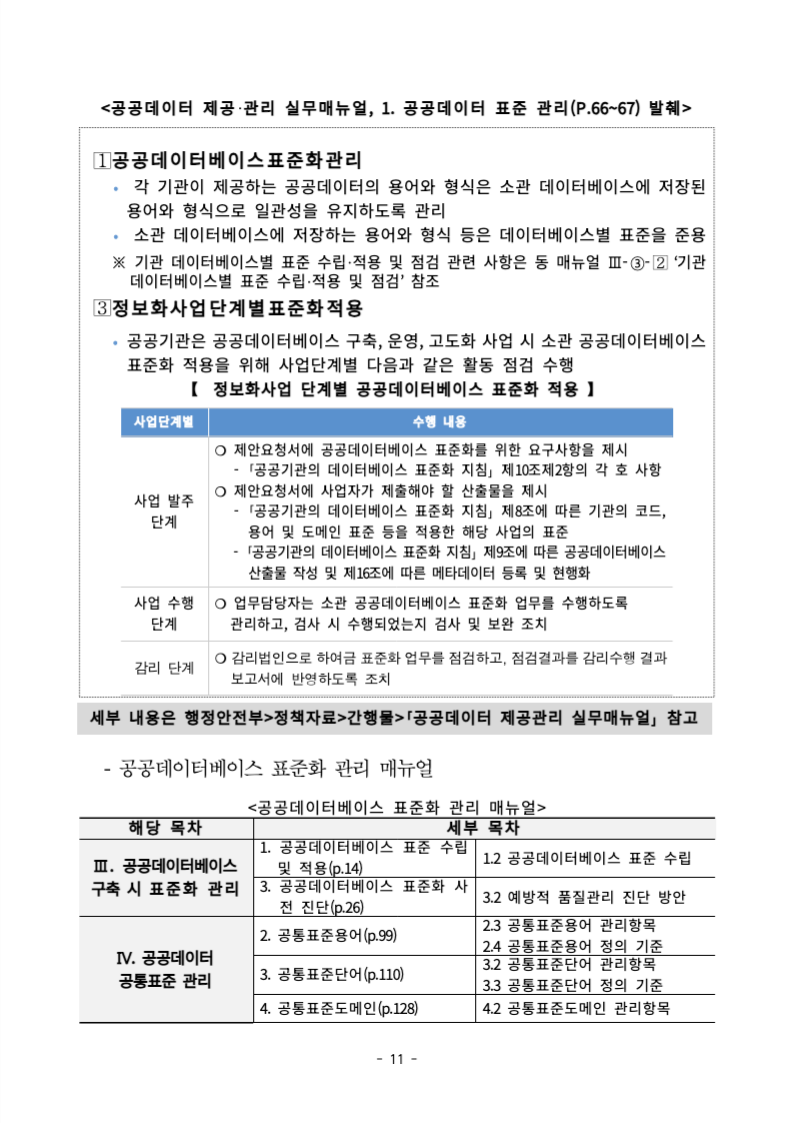 <공공데이터 제공·관리 실무매뉴얼, 1. 공공데이터 표준 관리(P.66~67) 발췌>
1공공데이터베이스표준화관리
• 각 기관이 제공하는 공공데이터의 용어와 형식은 소관 데이터베이스에 저장된
용어와 형식으로 일관성을 유지하도록 관리
• 소관 데이터베이스에 저장하는 용어와 형식 등은 데이터베이스별 표준을 준용
※ 기관 데이터베이스별 표준 수립·적용 및 점검 관련 사항은 동 매뉴얼 Ⅲ-③-2 ‘기관
데이터베이스별 표준 수립·적용 및 점검’ 참조
3정보화사업단계별표준화적용
• 공공기관은 공공데이터베이스 구축, 운영, 고도화 사업 시 소관 공공데이터베이스
표준화 적용을 위해 사업단계별 다음과 같은 활동 점검 수행
【 정보화사업 단계별 공공데이터베이스 표준화 적용 】
사업단계별 수행 내용
사업 발주
단계
❍ 제안요청서에 공공데이터베이스 표준화를 위한 요구사항을 제시
- 「공공기관의 데이터베이스 표준화 지침」 제10조제2항의 각 호 사항
❍ 제안요청서에 사업자가 제출해야 할 산출물을 제시
- 「공공기관의 데이터베이스 표준화 지침」 제8조에 따른 기관의 코드,
용어 및 도메인 표준 등을 적용한 해당 사업의 표준
- 「공공기관의 데이터베이스 표준화 지침」 제9조에 따른 공공데이터베이스
산출물 작성 및 제16조에 따른 메타데이터 등록 및 현행화
사업 수행
단계
❍ 업무담당자는 소관 공공데이터베이스 표준화 업무를 수행하도록
관리하고, 검사 시 수행되었는지 검사 및 보완 조치
감리 단계
❍ 감리법인으로 하여금 표준화 업무를 점검하고, 점검결과를 감리수행 결과
보고서에 반영하도록 조치
세부 내용은 행정안전부>정책자료>간행물>「공공데이터 제공관리 실무매뉴얼」 참고
- 공공데이터베이스 표준화 관리 매뉴얼
<공공데이터베이스 표준화 관리 매뉴얼>
해당 목차 세부 목차
Ⅲ. 공공데이터베이스
구축 시 표준화 관리
1. 공공데이터베이스 표준 수립
및 적용(p.14)
1.2 공공데이터베이스 표준 수립
3. 공공데이터베이스 표준화 사
전 진단(p.26)
3.2 예방적 품질관리 진단 방안
Ⅳ. 공공데이터
공통표준 관리
2. 공통표준용어(p.99)
2.3 공통표준용어 관리항목
2.4 공통표준용어 정의 기준
3. 공통표준단어(p.110)
3.2 공통표준단어 관리항목
3.3 공통표준단어 정의 기준
4. 공통표준도메인(p.128)
4.2 공통표준도메인 관리항목
- 11 -